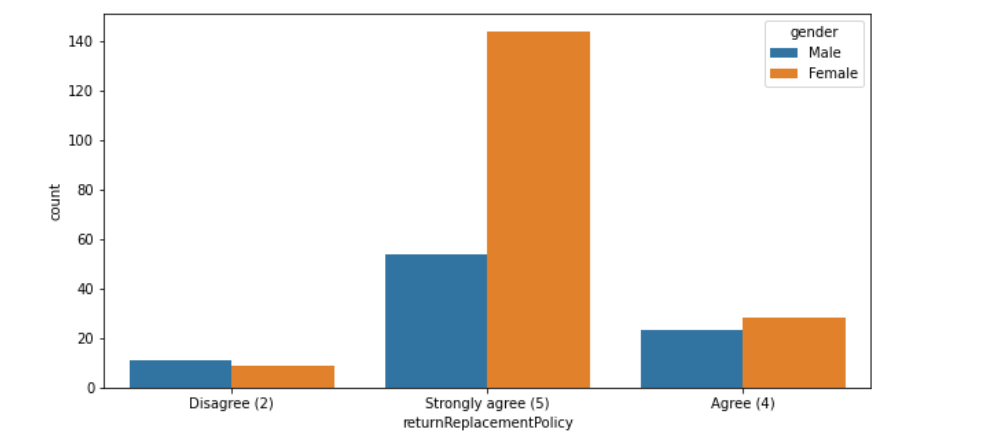 140
120
100
80
60
40
20
0
count
gender
Male
Female
Disagree (2)
Strongly agree (5)
Agree (4)
returnReplacementPolicy